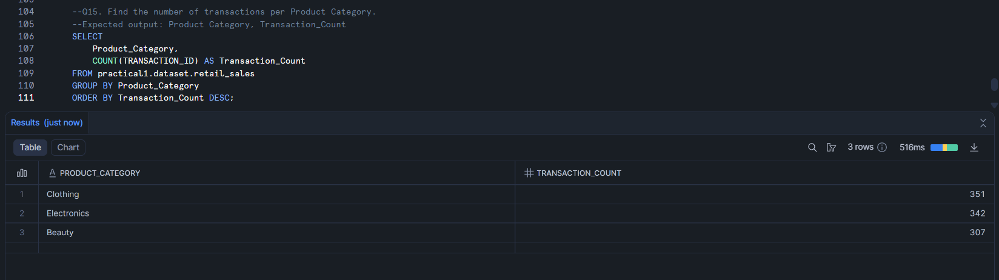 103
104 --Q15. Find the number of transactions per Product Category.
105 --Expected output: Product Category, Transaction_Count
106 SELECT
107 Product_Category,
108 COUNT(TRANSACTION_ID) AS Transaction_Count
109 FROM practical1.dataset.retail_sales
110 GROUP BY Product_Category
111 ORDER BY Transaction_Count DESC;
Results (just now)
Table Chart 3 rows 516ms
PRODUCT_CATEGORY TRANSACTION_COUNT
1 Clothing 351
2 Electronics 342
3 Beauty 307